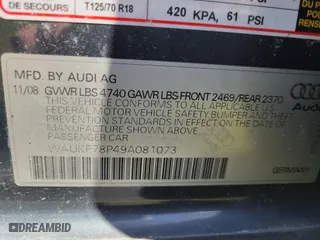 DE SECOURS T125/70 R18 420 KPA, 61 PSI
MFD. BY AUDI AG
11/08 GVWR LBS 4740 GAWR LBS FRONT 2469/REAR 2370
THIS VEHICLE CONFORMS TO ALL APPLICABLE U.S.
FEDERAL MOTOR VEHICLE SAFETY, BUMPER AND THEFT
PREVENTION STANDARDS IN EFFECT ON THE
DATE OF MANUFACTURE SHOWN ABOVE
PASSENGER CAR
Audi
GERMANY
DREAMBID